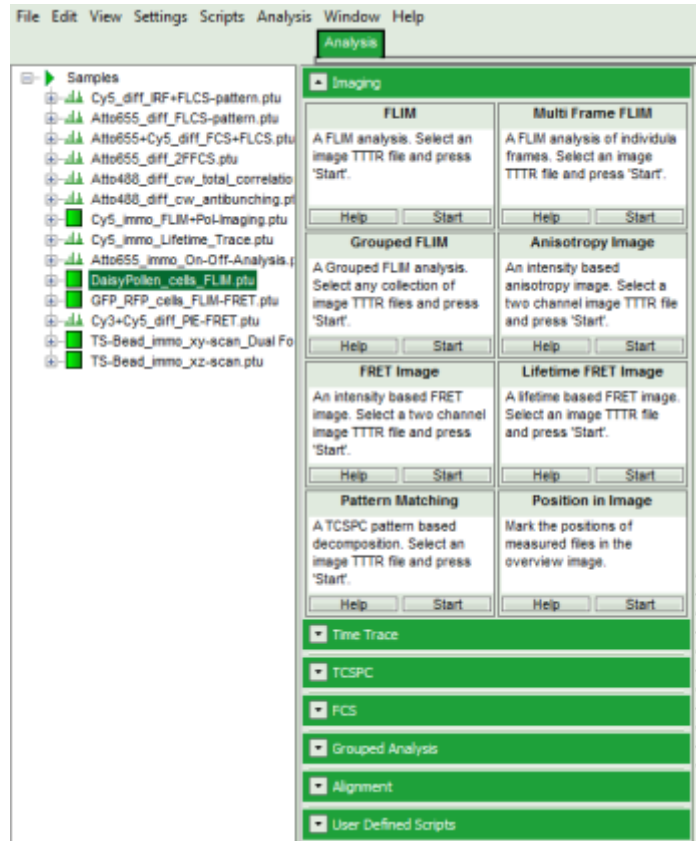 File Edit View Settings Scripts Analysis Window Help
Analysis
Samples
Cy5_diff_IRF+FLCS-pattern.ptu
Atto655_diff_FLCS-pattern.ptu
Atto655+Cy5_diff_FCS+FLCS.ptu
Atto655_diff_2FFCS.ptu
Atto488_diff_cw_total_correlatio
Atto488_diff_cw_antibunching.pt
Cy5_immo_FLIM+Pol-Imaging.ptu
Cy5_immo_Lifetime_Trace.ptu
Atto655_immo_On-Off-Analysis.p
DaisyPollen_cells_FLIM.ptu
GFP_RFP_cells_FLIM-FRET.ptu
Cy3+Cy5_diff_PIE-FRET.ptu
TS-Bead_immo_xy-scan_Dual Fo
TS-Bead_immo_xz-scan.ptu
Imaging
FLIM
A FLIM analysis. Select an
image TTTR file and press
'Start'.
Help Start
Multi Frame FLIM
A FLIM analysis of individula
frames. Select an image
TTTR file and press 'Start'.
Help Start
Grouped FLIM
A Grouped FLIM analysis.
Select any collection of
image TTTR files and press
'Start'.
Help Start
Anisotropy Image
An intensity based
anisotropy image. Select a
two channel image TTTR file
and press 'Start'.
Help Start
FRET Image
An intensity based FRET
image. Select a two channel
image TTTR file and press
'Start'.
Help Start
Lifetime FRET Image
A lifetime based FRET image.
Select an image TTTR file
and press 'Start'.
Help Start
Pattern Matching
A TCSPC pattern based
decomposition. Select an
image TTTR file and press
'Start'.
Help Start
Position in Image
Mark the positions of
measured files in the
overview image.
Help Start
Time Trace
TCSPC
FCS
Grouped Analysis
Alignment
User Defined Scripts